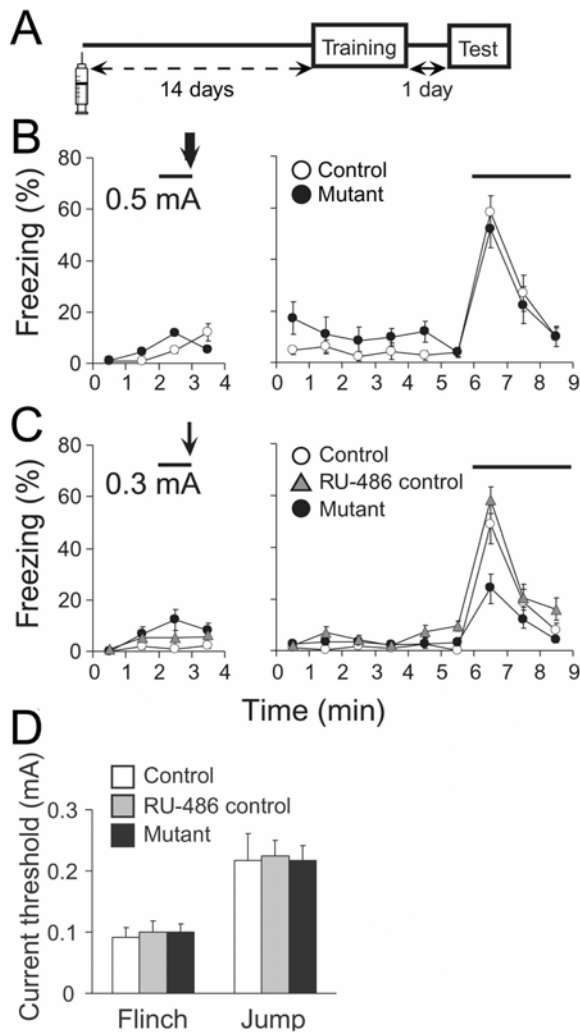 A
Training
Test
14 days
1 day
B
Freezing (%)
80
60
40
20
0
0.5 mA
0 1 2 3 4
Control
Mutant
0 1 2 3 4 5 6 7 8 9
C
Freezing (%)
80
60
40
20
0
0.3 mA
0 1 2 3 4
Control
RU-486 control
Mutant
0 1 2 3 4 5 6 7 8 9
Time (min)
D
Current threshold (mA)
0.3
0.2
0.1
0
Control
RU-486 control
Mutant
Flinch
Jump